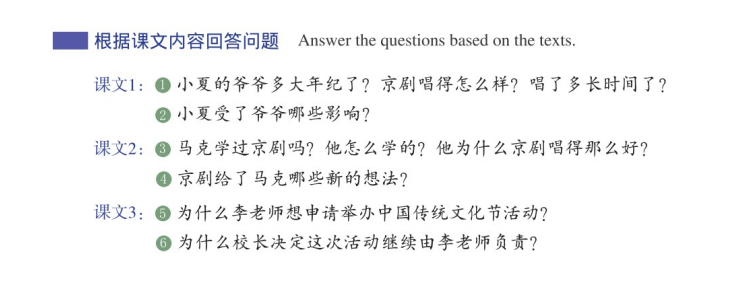 根据课文内容回答问题 Answer the questions based on the texts.
课文1: ❶ 小夏的爷爷多大年纪了?京剧唱得怎么样?唱了多长时间了?
❷ 小夏受了爷爷哪些影响?
课文2: ❸ 马克学过京剧吗?他怎么学的?他为什么京剧唱得那么好?
❹ 京剧给了马克哪些新的想法?
课文3: ❺ 为什么李老师想申请举办中国传统文化节活动?
❻ 为什么校长决定这次活动继续由李老师负责?